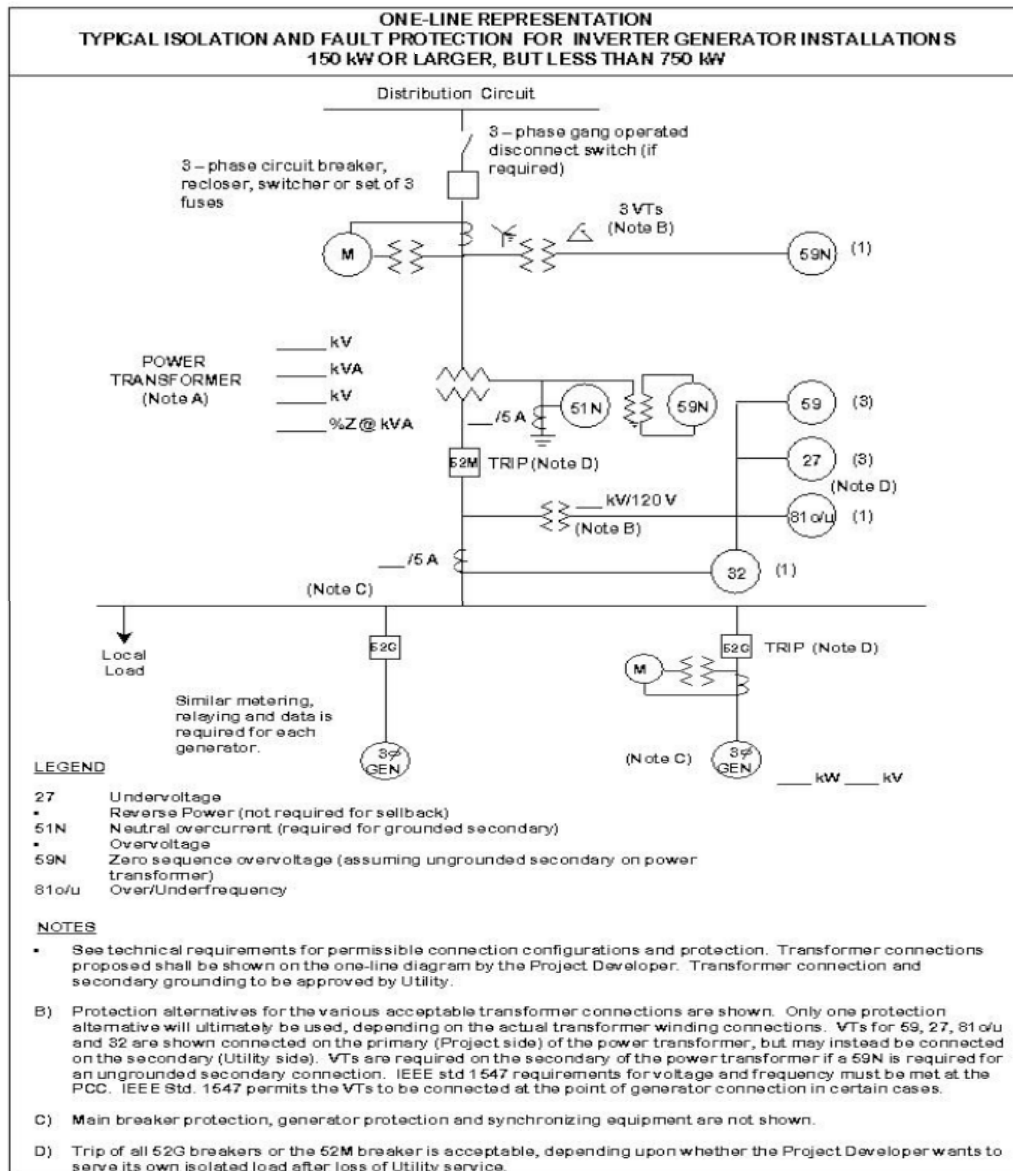 ONE-LINE REPRESENTATION
TYPICAL ISOLATION AND FAULT PROTECTION FOR INVERTER GENERATOR INSTALLATIONS
150 kW OR LARGER, BUT LESS THAN 750 kW
Distribution Circuit
3 – phase gang operated
disconnect switch (if
required)
3 – phase circuit breaker,
recloser, switcher or set of 3
fuses
3 VTs
(Note B)
M
59N
(1)
POWER
TRANSFORMER
(Note A)
____ kV
____ kVA
____ kV
____ %Z @ kVA
__ /5 A
51N
59N
59
(3)
52M
TRIP (Note D)
27
(3)
(Note D)
___ kV/120 V
(Note B)
81o/u
(1)
__ /5 A
(Note C)
32
(1)
Local
Load
52G
52G
TRIP (Note D)
M
Similar metering,
relaying and data is
required for each
generator.
3ø
GEN
(Note C)
3ø
GEN
____ kW ____ kV
LEGEND
27 Undervoltage
• Reverse Power (not required for sellback)
51N Neutral overcurrent (required for grounded secondary)
• Overvoltage
59N Zero sequence overvoltage (assuming ungrounded secondary on power
transformer)
81o/u Over/Underfrequency
NOTES
• See technical requirements for permissible connection configurations and protection. Transformer connections
proposed shall be shown on the one-line diagram by the Project Developer. Transformer connection and
secondary grounding to be approved by Utility.
B) Protection alternatives for the various acceptable transformer connections are shown. Only one protection
alternative will ultimately be used, depending on the actual transformer winding connections. VTs for 59, 27, 81o/u
and 32 are shown connected on the primary (Project side) of the power transformer, but may instead be connected
on the secondary (Utility side). VTs are required on the secondary of the power transformer if a 59N is required for
an ungrounded secondary connection. IEEE std 1547 requirements for voltage and frequency must be met at the
PCC. IEEE Std. 1547 permits the VTs to be connected at the point of generator connection in certain cases.
C) Main breaker protection, generator protection and synchronizing equipment are not shown.
D) Trip of all 52G breakers or the 52M breaker is acceptable, depending upon whether the Project Developer wants to
serve its own isolated load after loss of Utility service.